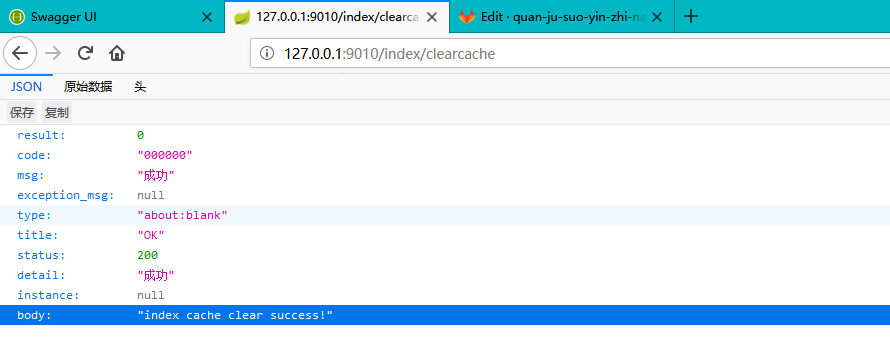 Swagger UI
127.0.0.1:9010/index/clearca
Edit · quan-ju-suo-yin-zhi-na
127.0.0.1:9010/index/clearcache
JSON 原始数据 头
保存 复制
result: 0
code: "000000"
msg: "成功"
exception_msg: null
type: "about:blank"
title: "OK"
status: 200
detail: "成功"
instance: null
body: "index cache clear success!"